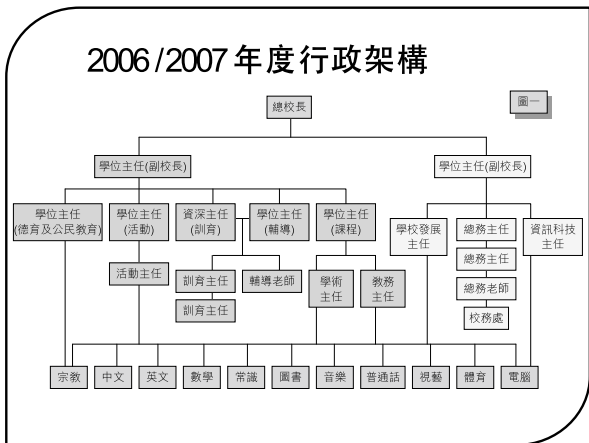 2006/2007 年度行政架構
圖一
總校長
學位主任(副校長)
學位主任(副校長)
學位主任
(德育及公民教育)
學位主任
(活動)
資深主任
(訓育)
學位主任
(輔導)
學位主任
(課程)
學校發展
主任
總務主任
資訊科技
主任
活動主任
訓育主任
輔導老師
學術
主任
教務
主任
總務主任
總務老師
訓育主任
校務處
宗教
中文
英文
數學
常識
圖書
音樂
普通話
視藝
體育
電腦